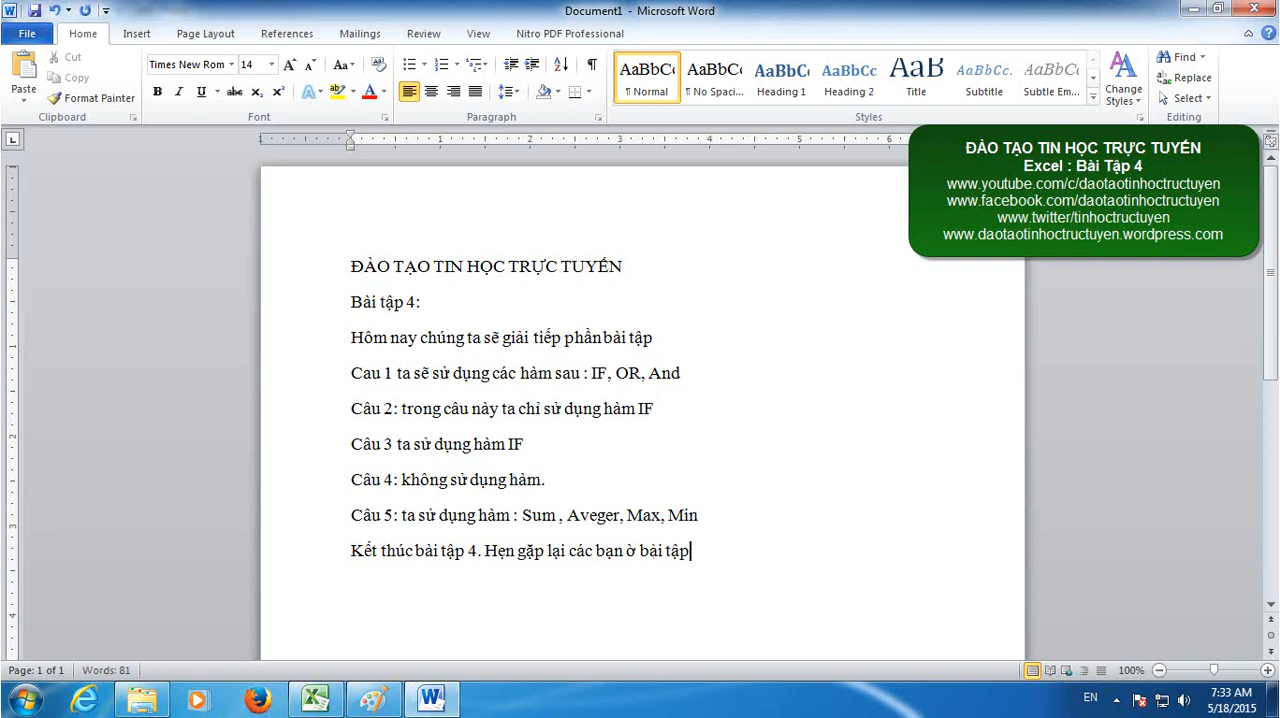 Document1 - Microsoft Word
File Home Insert Page Layout References Mailings Review View Nitro PDF Professional
Cut
Copy
Format Painter
Paste
Clipboard
Times New Rom 14
Font
Paragraph
AaBbCc AaBbCc AaBbCc AaBbCc AaB AaBbCc AaBbCc
¶ Normal ¶ No Spaci... Heading 1 Heading 2 Title Subtitle Subtle Em...
Change Styles
Styles
Find
Replace
Select
Editing
ĐÀO TẠO TIN HỌC TRỰC TUYẾN
Excel : Bài Tập 4
www.youtube.com/c/daotaotinhoctructuyen
www.facebook.com/daotaotinhoctructuyen
www.twitter/tinhoctructuyen
www.daotaotinhoctructuyen.wordpress.com
ĐÀO TẠO TIN HỌC TRỰC TUYẾN
Bài tập 4:
Hôm nay chúng ta sẽ giải tiếp phần bài tập
Cau 1 ta sẽ sử dụng các hàm sau : IF, OR, And
Câu 2: trong câu này ta chỉ sử dụng hàm IF
Câu 3 ta sử dụng hàm IF
Câu 4: không sử dụng hàm.
Câu 5: ta sử dụng hàm : Sum , Aveger, Max, Min
Kết thúc bài tập 4. Hẹn gặp lại các bạn ờ bài tập
Page: 1 of 1 Words: 81
100%
EN
7:33 AM
5/18/2015